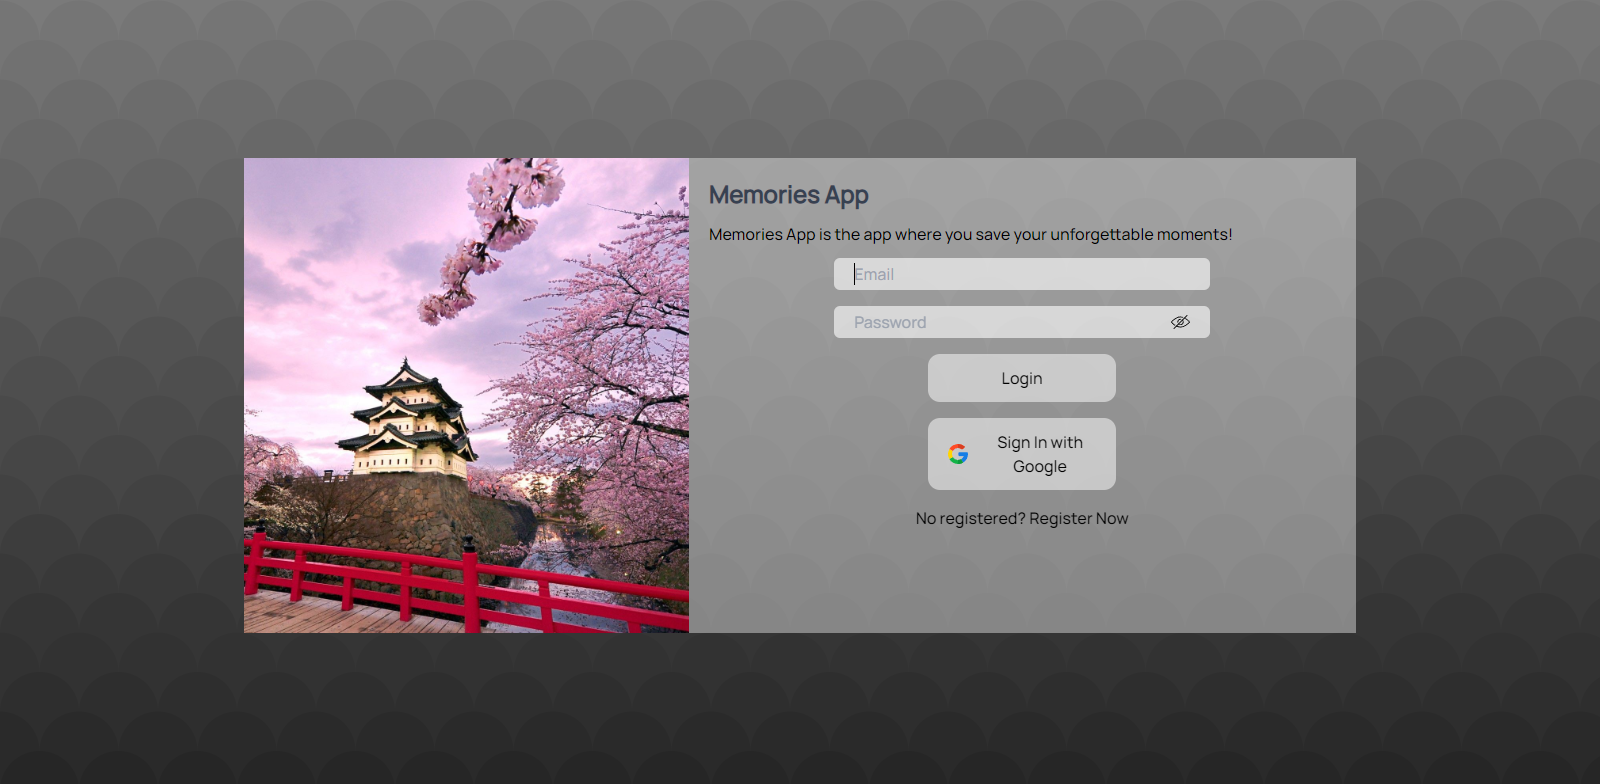 Memories App
Memories App is the app where you save your unforgettable moments!
Email
Password
Login
Sign In with
Google
No registered? Register Now